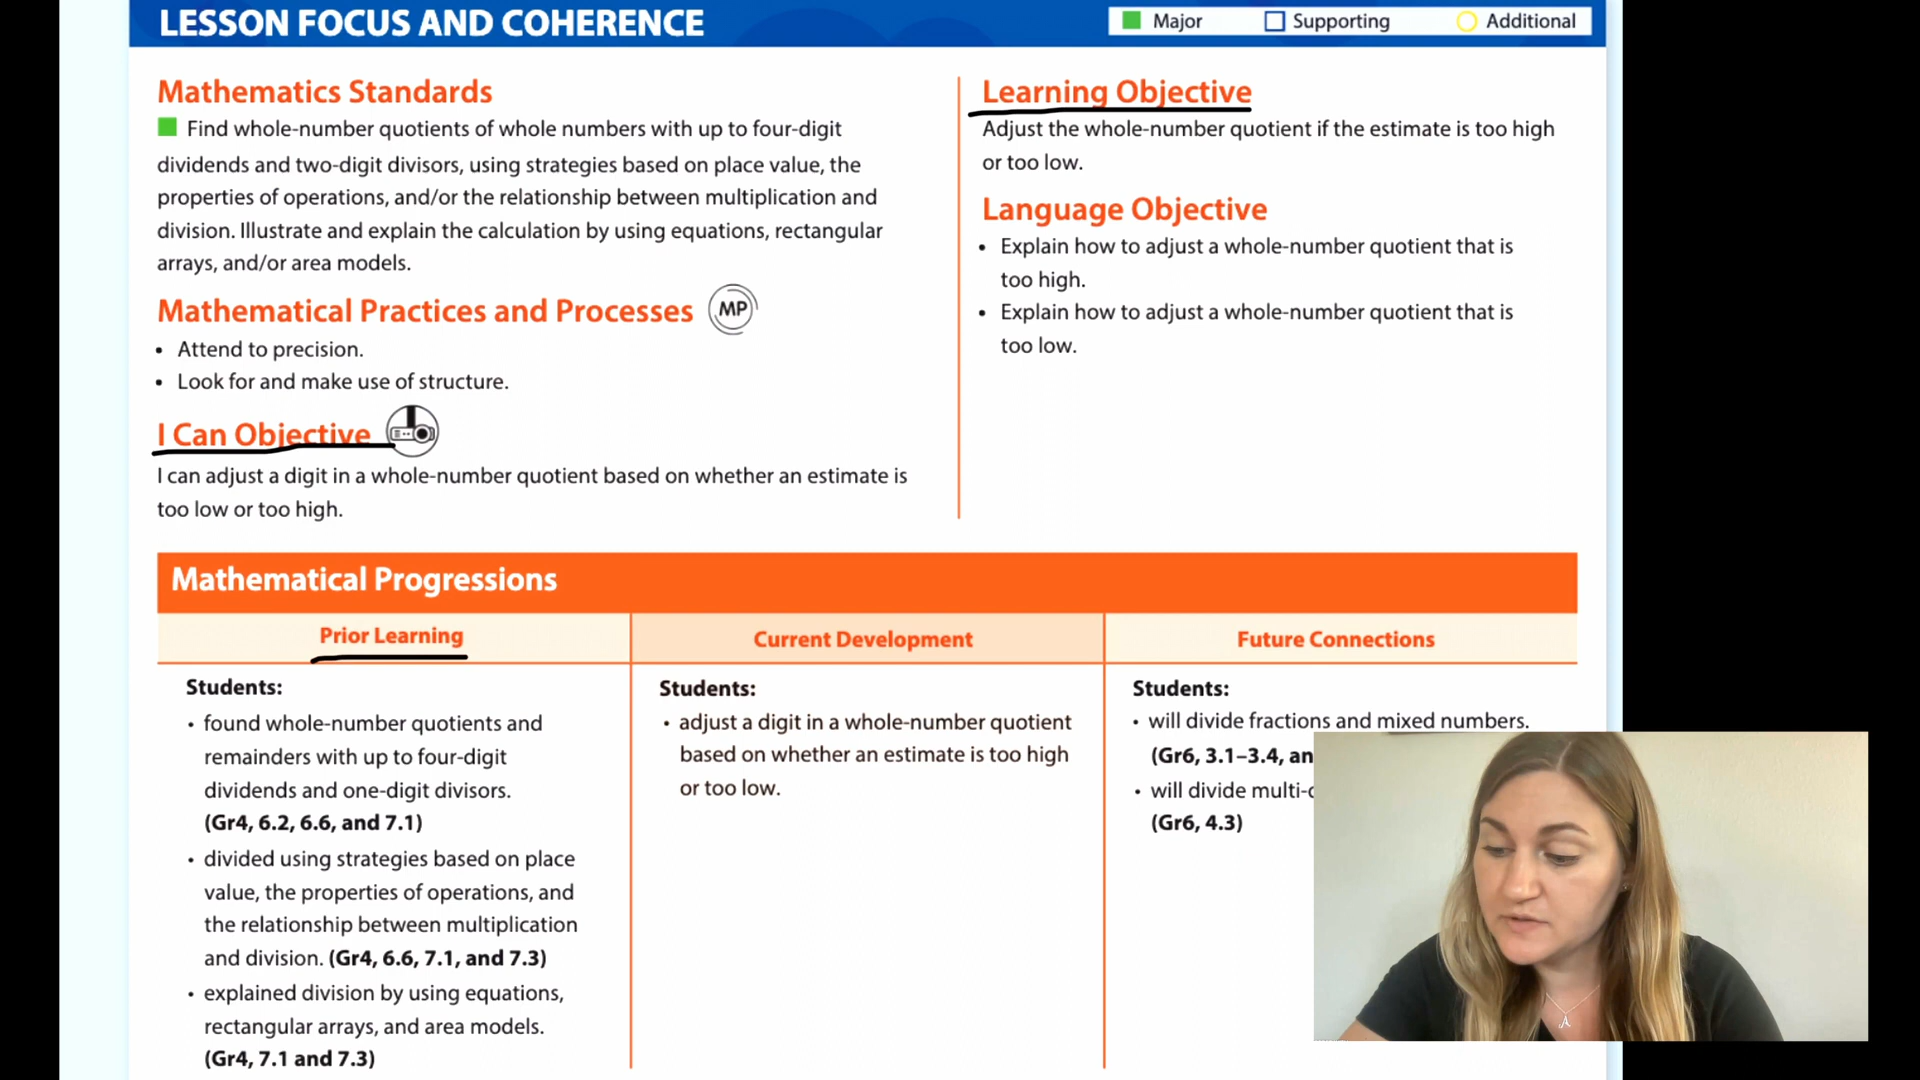 LESSON FOCUS AND COHERENCE
Major
Supporting
Additional
Mathematics Standards
Find whole-number quotients of whole numbers with up to four-digit
dividends and two-digit divisors, using strategies based on place value, the
properties of operations, and/or the relationship between multiplication and
division. Illustrate and explain the calculation by using equations, rectangular
arrays, and/or area models.
Mathematical Practices and Processes
MP
• Attend to precision.
• Look for and make use of structure.
I Can Objective
I can adjust a digit in a whole-number quotient based on whether an estimate is
too low or too high.
Learning Objective
Adjust the whole-number quotient if the estimate is too high
or too low.
Language Objective
• Explain how to adjust a whole-number quotient that is
too high.
• Explain how to adjust a whole-number quotient that is
too low.
Mathematical Progressions
Prior Learning
Students:
• found whole-number quotients and
remainders with up to four-digit
dividends and one-digit divisors.
(Gr4, 6.2, 6.6, and 7.1)
• divided using strategies based on place
value, the properties of operations, and
the relationship between multiplication
and division. (Gr4, 6.6, 7.1, and 7.3)
• explained division by using equations,
rectangular arrays, and area models.
(Gr4, 7.1 and 7.3)
Current Development
Students:
• adjust a digit in a whole-number quotient
based on whether an estimate is too high
or too low.
Future Connections
Students:
• will divide fractions and mixed numbers.
(Gr6, 3.1–3.4, an
• will divide multi-
(Gr6, 4.3)
A